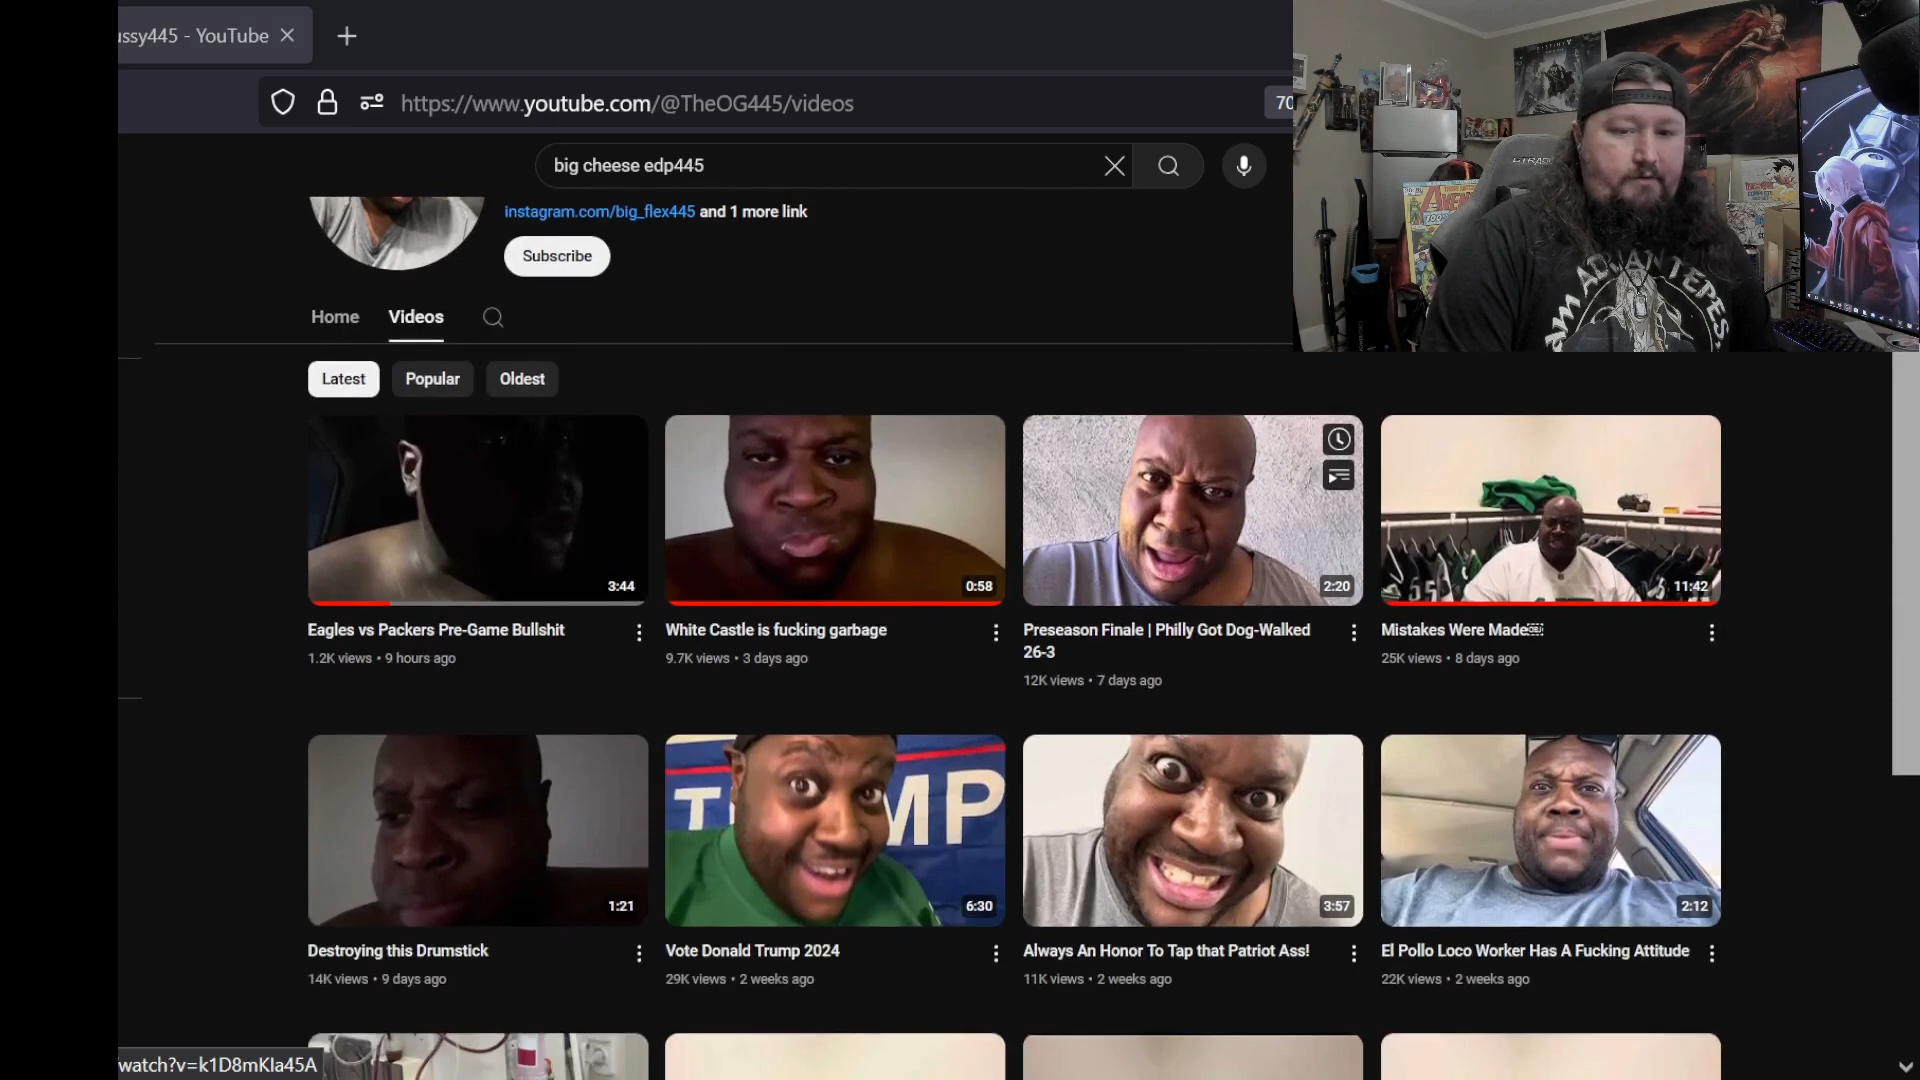 ussy445 - YouTube
https://www.youtube.com/@TheOG445/videos
70
big cheese edp445
instagram.com/big_flex445 and 1 more link
Subscribe
Home Videos
Latest Popular Oldest
3:44 0:58 2:20 11:42
Eagles vs Packers Pre-Game Bullshit
1.2K views • 9 hours ago
White Castle is fucking garbage
9.7K views • 3 days ago
Preseason Finale | Philly Got Dog-Walked
26-3
12K views • 7 days ago
Mistakes Were Made￼
25K views • 8 days ago
1:21 6:30 3:57 2:12
T MP
Destroying this Drumstick
14K views • 9 days ago
Vote Donald Trump 2024
29K views • 2 weeks ago
Always An Honor To Tap that Patriot Ass!
11K views • 2 weeks ago
El Pollo Loco Worker Has A Fucking Attitude
22K views • 2 weeks ago
watch?v=k1D8mKIa45A
DESTINY
AVENGERS